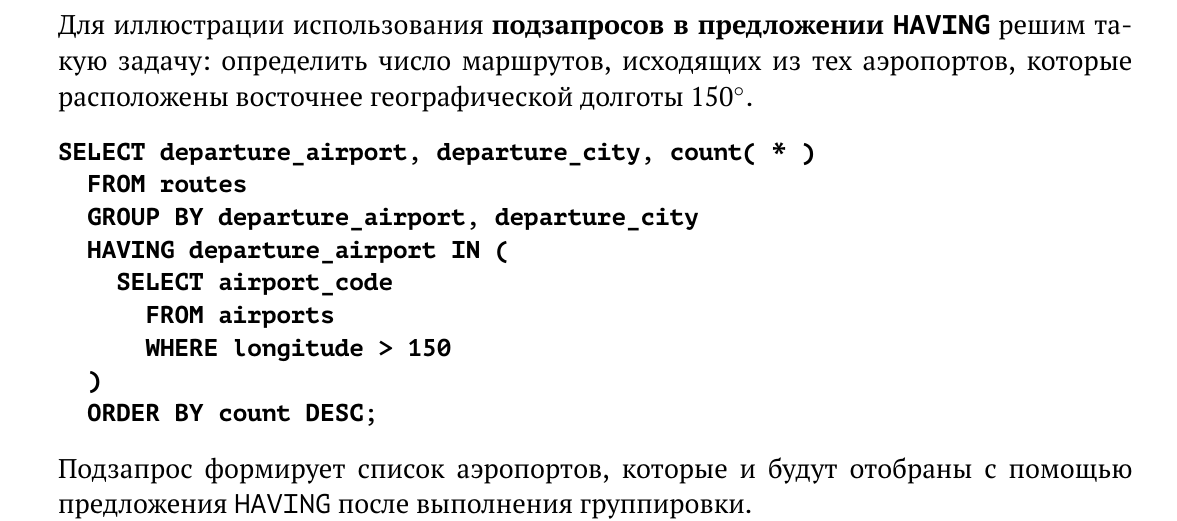 Для иллюстрации использования подзапросов в предложении HAVING решим та-
кую задачу: определить число маршрутов, исходящих из тех аэропортов, которые
расположены восточнее географической долготы 150°.
SELECT departure_airport, departure_city, count( * )
  FROM routes
  GROUP BY departure_airport, departure_city
  HAVING departure_airport IN (
    SELECT airport_code
      FROM airports
      WHERE longitude > 150
  )
  ORDER BY count DESC;
Подзапрос формирует список аэропортов, которые и будут отобраны с помощью
предложения HAVING после выполнения группировки.